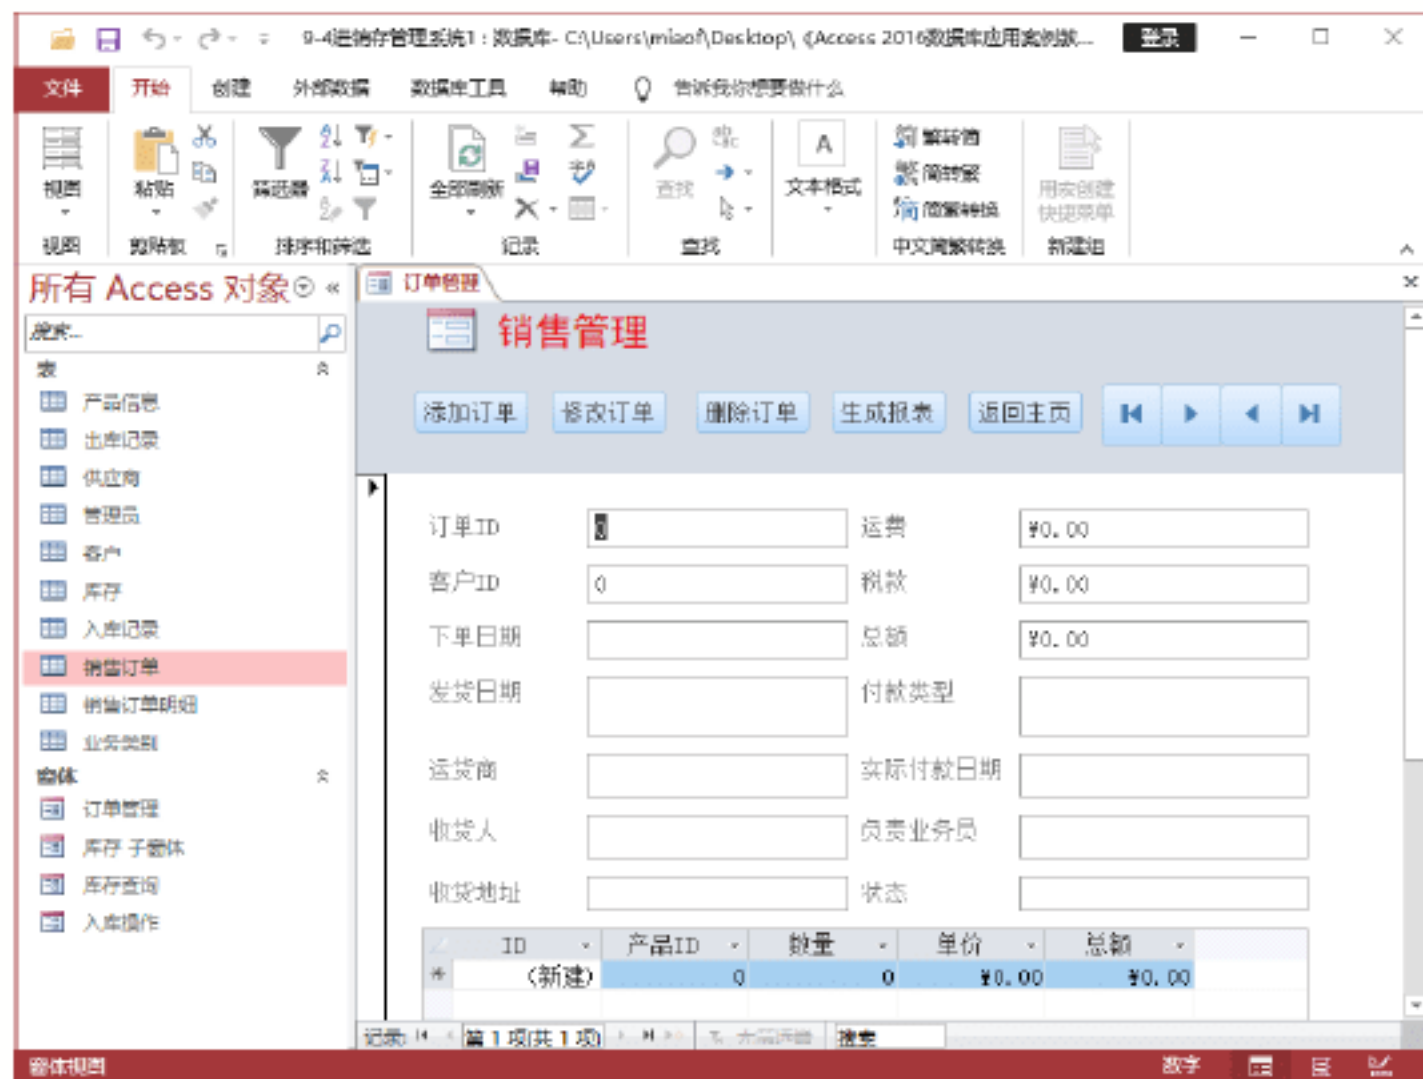 9-4进销存管理系统1 : 数据库- C:\Users\miaof\Desktop\ 《Access 2016数据库应用案例教... 登录
文件 开始 创建 外部数据 数据库工具 帮助 告诉我你想要做什么
视图 粘贴 筛选器 全部刷新 查找 文本格式 繁转简 简转繁 简繁转换 用户创建快捷菜单
视图 剪贴板 排序和筛选 记录 查找 中文简繁转换 新建组
所有 Access 对象
搜索...
表
产品信息
出库记录
供应商
管理员
客户
库存
入库记录
销售订单
销售订单明细
业务类别
窗体
订单管理
库存 子窗体
库存查询
入库操作
订单管理
销售管理
添加订单 修改订单 删除订单 生成报表 返回主页
订单ID 0 运费 ¥0.00
客户ID 0 税款 ¥0.00
下单日期 总额 ¥0.00
发货日期 付款类型
运货商 实际付款日期
收货人 负责业务员
收货地址 状态
ID 产品ID 数量 单价 总额
(新建) 0 0 ¥0.00 ¥0.00
记录: 第 1 项(共 1 项) 无筛选器 搜索
窗体视图 数字